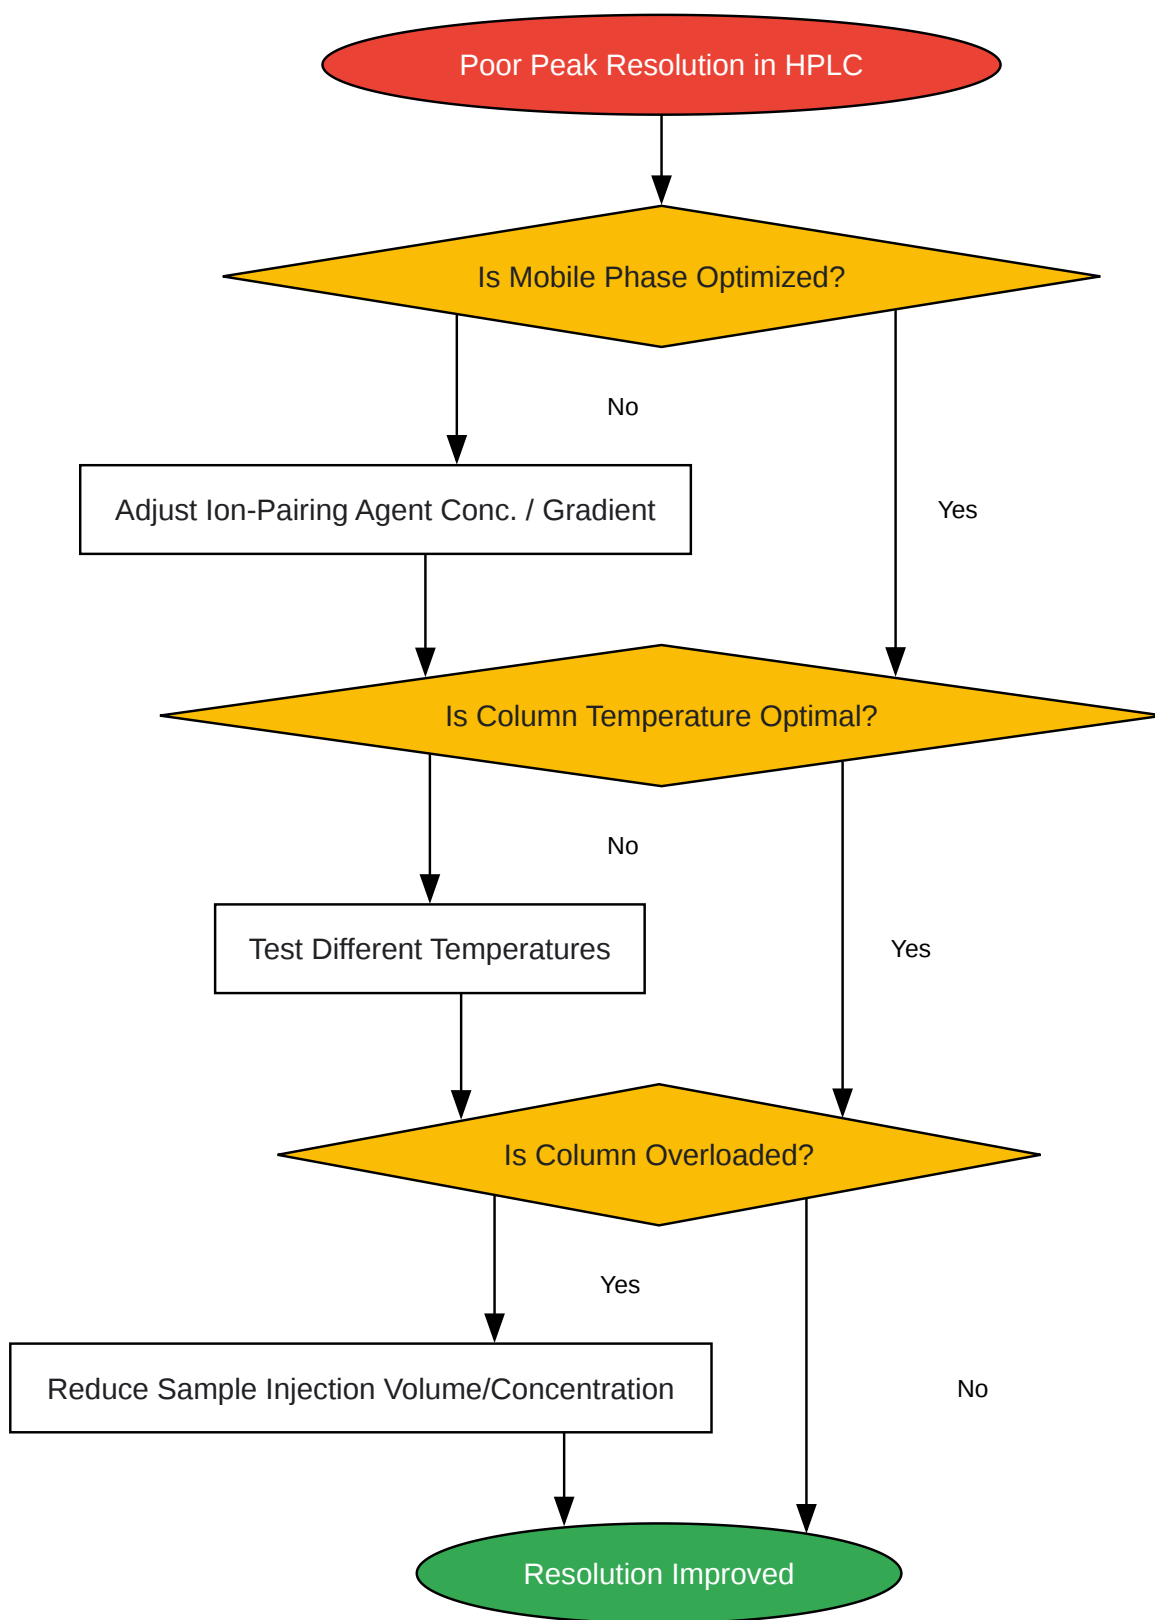 Poor Peak Resolution in HPLC
Is Mobile Phase Optimized?
No
Adjust Ion-Pairing Agent Conc. / Gradient
Yes
Is Column Temperature Optimal?
No
Test Different Temperatures
Yes
Is Column Overloaded?
Yes
Reduce Sample Injection Volume/Concentration
No
Resolution Improved